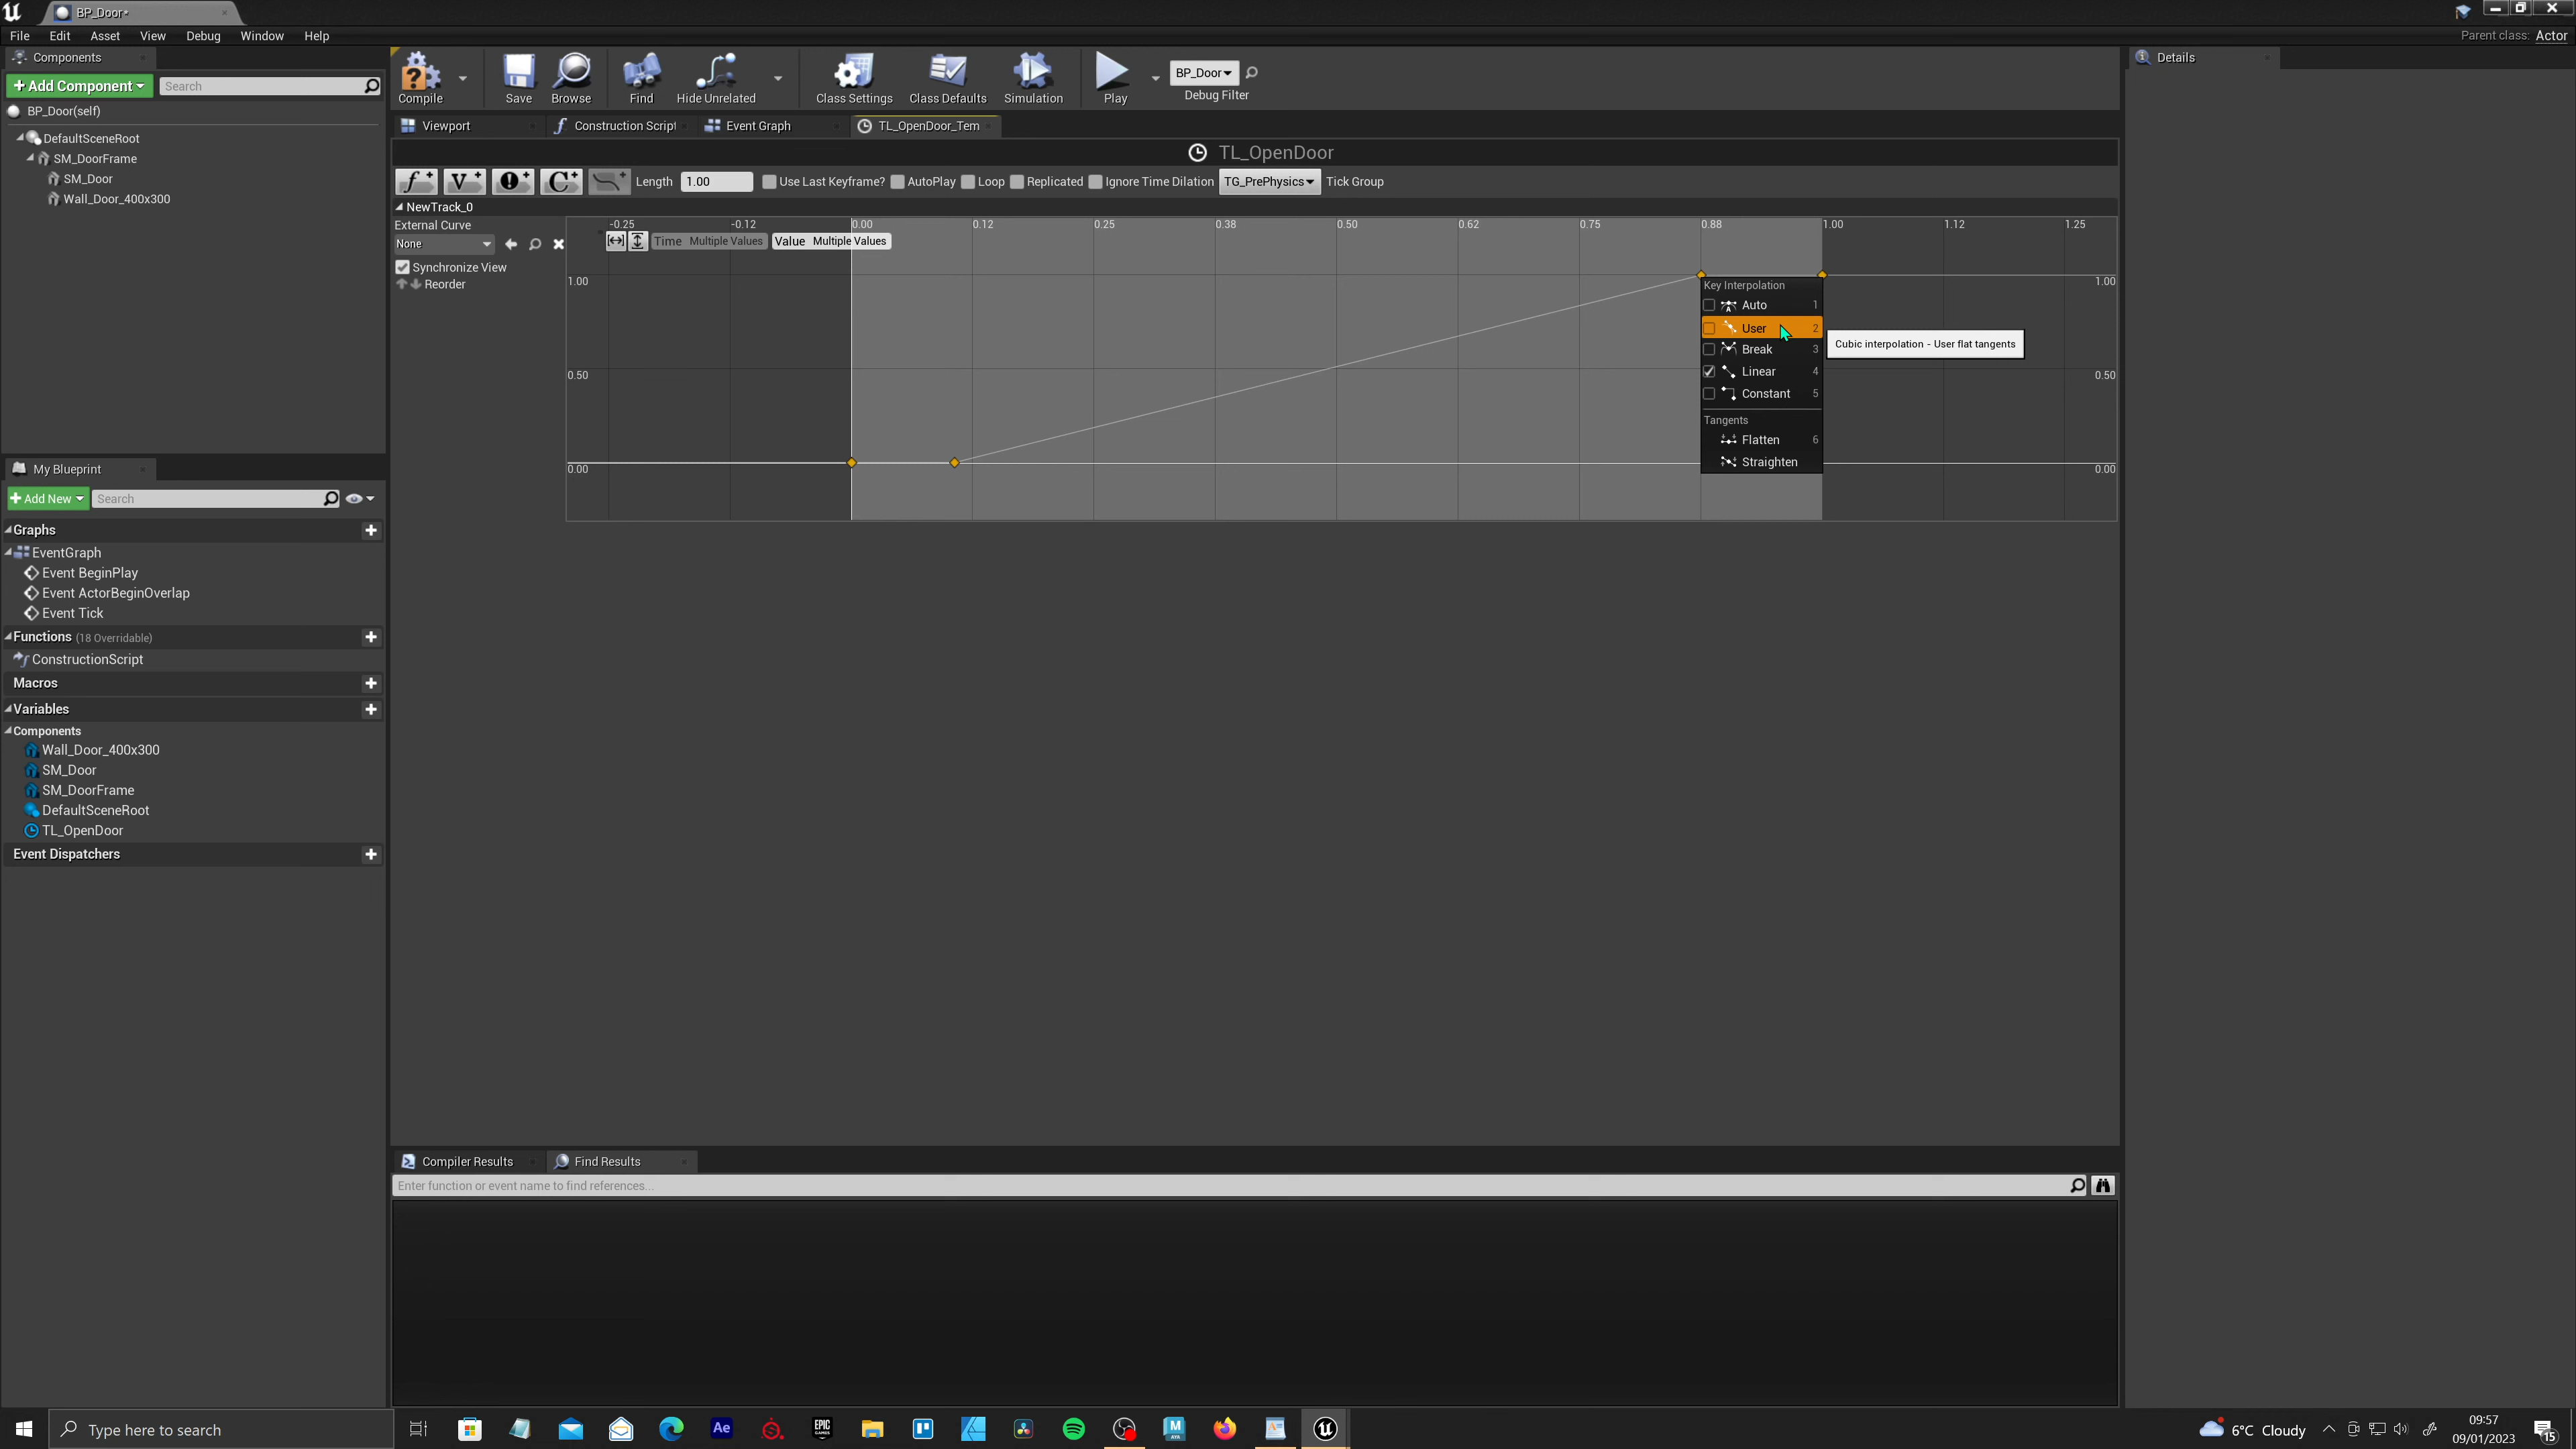 BP_Door*
File Edit Asset View Debug Window Help
Parent class: Actor
Components
+ Add Component
Search
BP_Door(self)
DefaultSceneRoot
SM_DoorFrame
SM_Door
Wall_Door_400x300
Compile Save Browse Find Hide Unrelated Class Settings Class Defaults Simulation Play
BP_Door
Debug Filter
Details
Viewport Construction Script Event Graph TL_OpenDoor_Tem
TL_OpenDoor
Length 1.00 Use Last Keyframe? AutoPlay Loop Replicated Ignore Time Dilation TG_PrePhysics Tick Group
NewTrack_0
External Curve
None
Synchronize View
Reorder
-0.25 -0.12 0.00 0.12 0.25 0.38 0.50 0.62 0.75 0.88 1.00 1.12 1.25
Time Multiple Values Value Multiple Values
1.00 1.00
0.50 0.50
0.00 0.00
Key Interpolation
Auto 1
User 2
Break 3
Linear 4
Constant 5
Tangents
Flatten 6
Straighten
Cubic interpolation - User flat tangents
My Blueprint
+ Add New
Search
Graphs
EventGraph
Event BeginPlay
Event ActorBeginOverlap
Event Tick
Functions (18 Overridable)
ConstructionScript
Macros
Variables
Components
Wall_Door_400x300
SM_Door
SM_DoorFrame
DefaultSceneRoot
TL_OpenDoor
Event Dispatchers
Compiler Results Find Results
Enter function or event name to find references...
Type here to search
Ae
EPIC GAMES
M
6°C Cloudy
09:57
09/01/2023
15